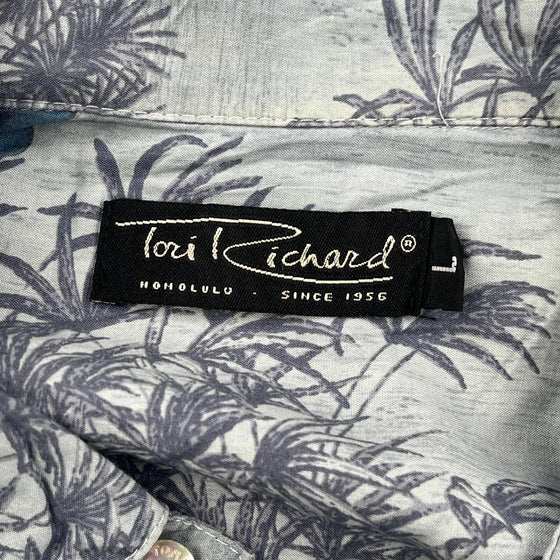 Tori Richard®
HONOLULU · SINCE 1956
L